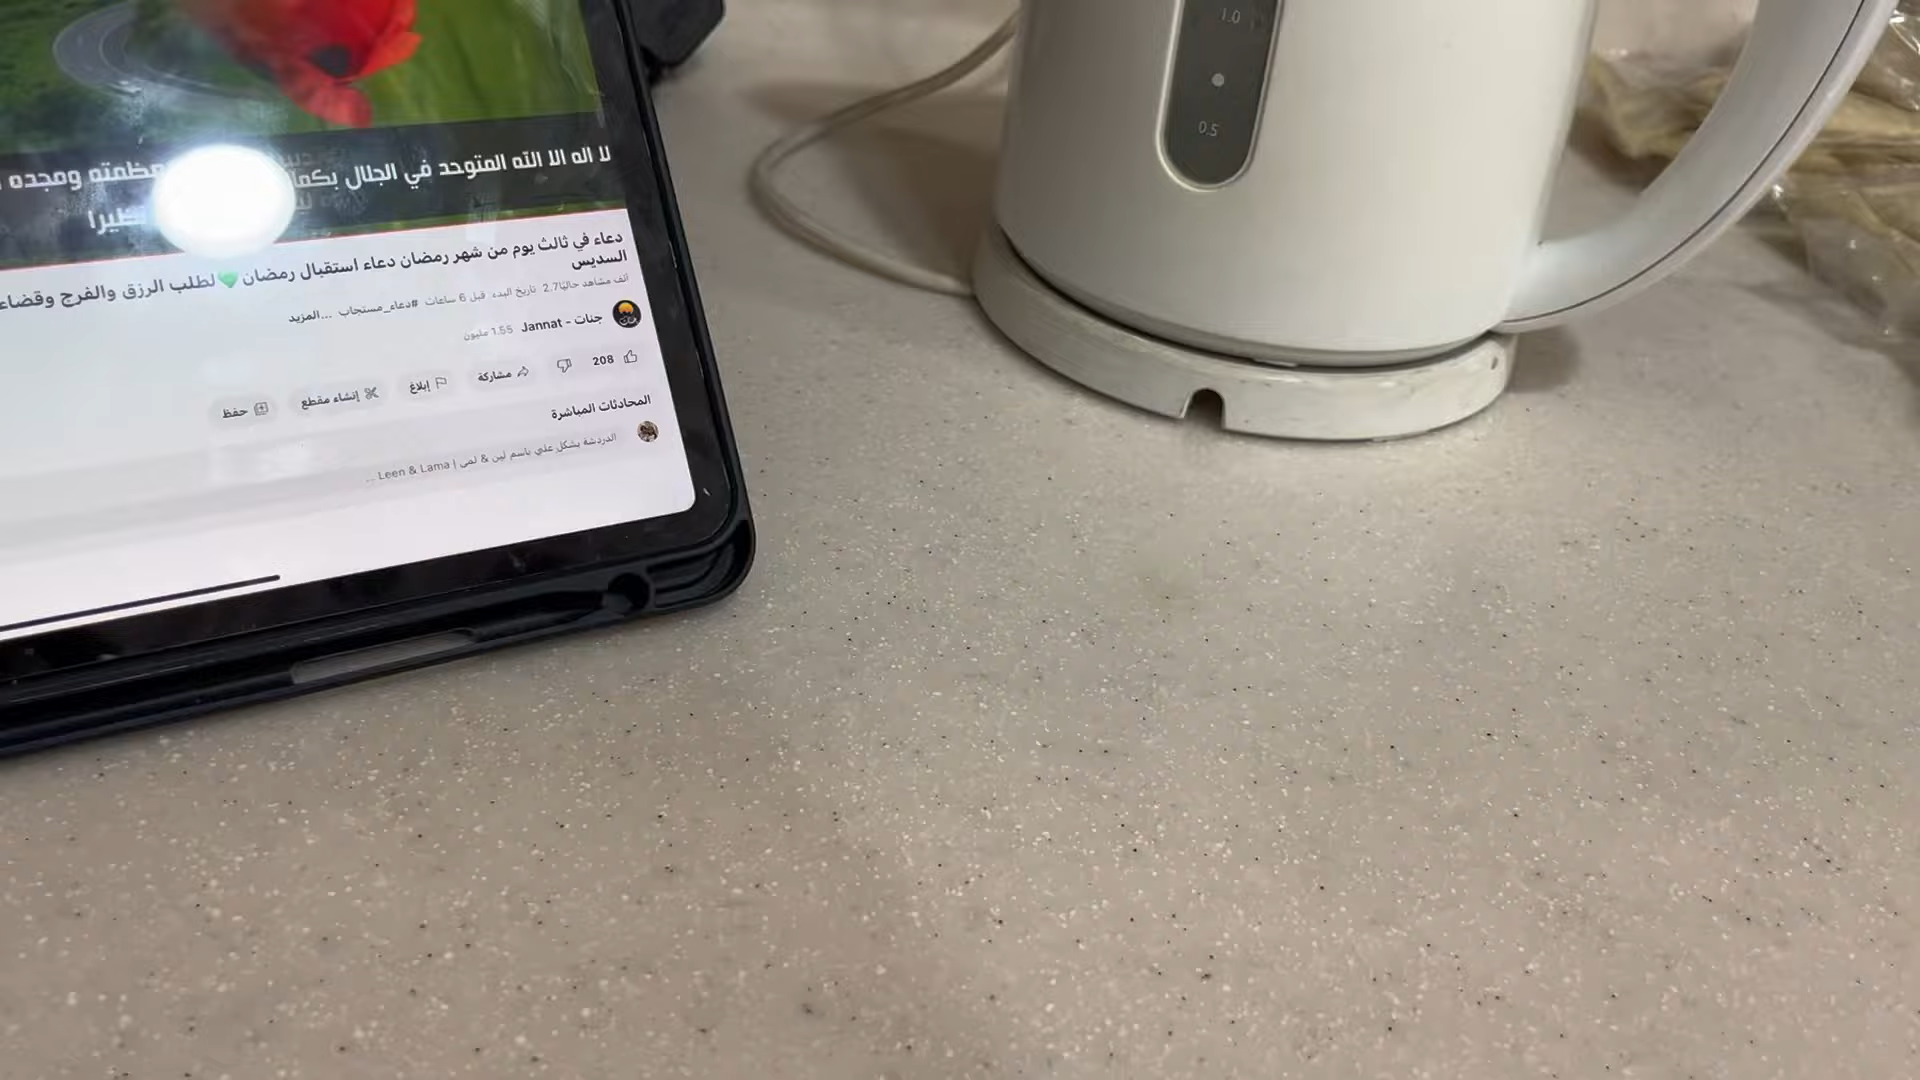 لا اله الا الله المتوحد في الجلال بكما عظمته ومجده
نظيرا
دعاء في ثالث يوم من شهر رمضان دعاء استقبال رمضان 💚 لطلب الرزق والفرج وقضاء
السديس
2.7 ألف مشاهد حاليًا تاريخ البدء قبل 6 ساعات #دعاء_مستجاب ...المزيد
جنات - Jannat 1.55 مليون
208 مشاركة إبلاغ إنشاء مقطع حفظ
المحادثات المباشرة
الدردشة بشكل علني باسم لين & لمى | Leen & Lama ...
1.0
0.5